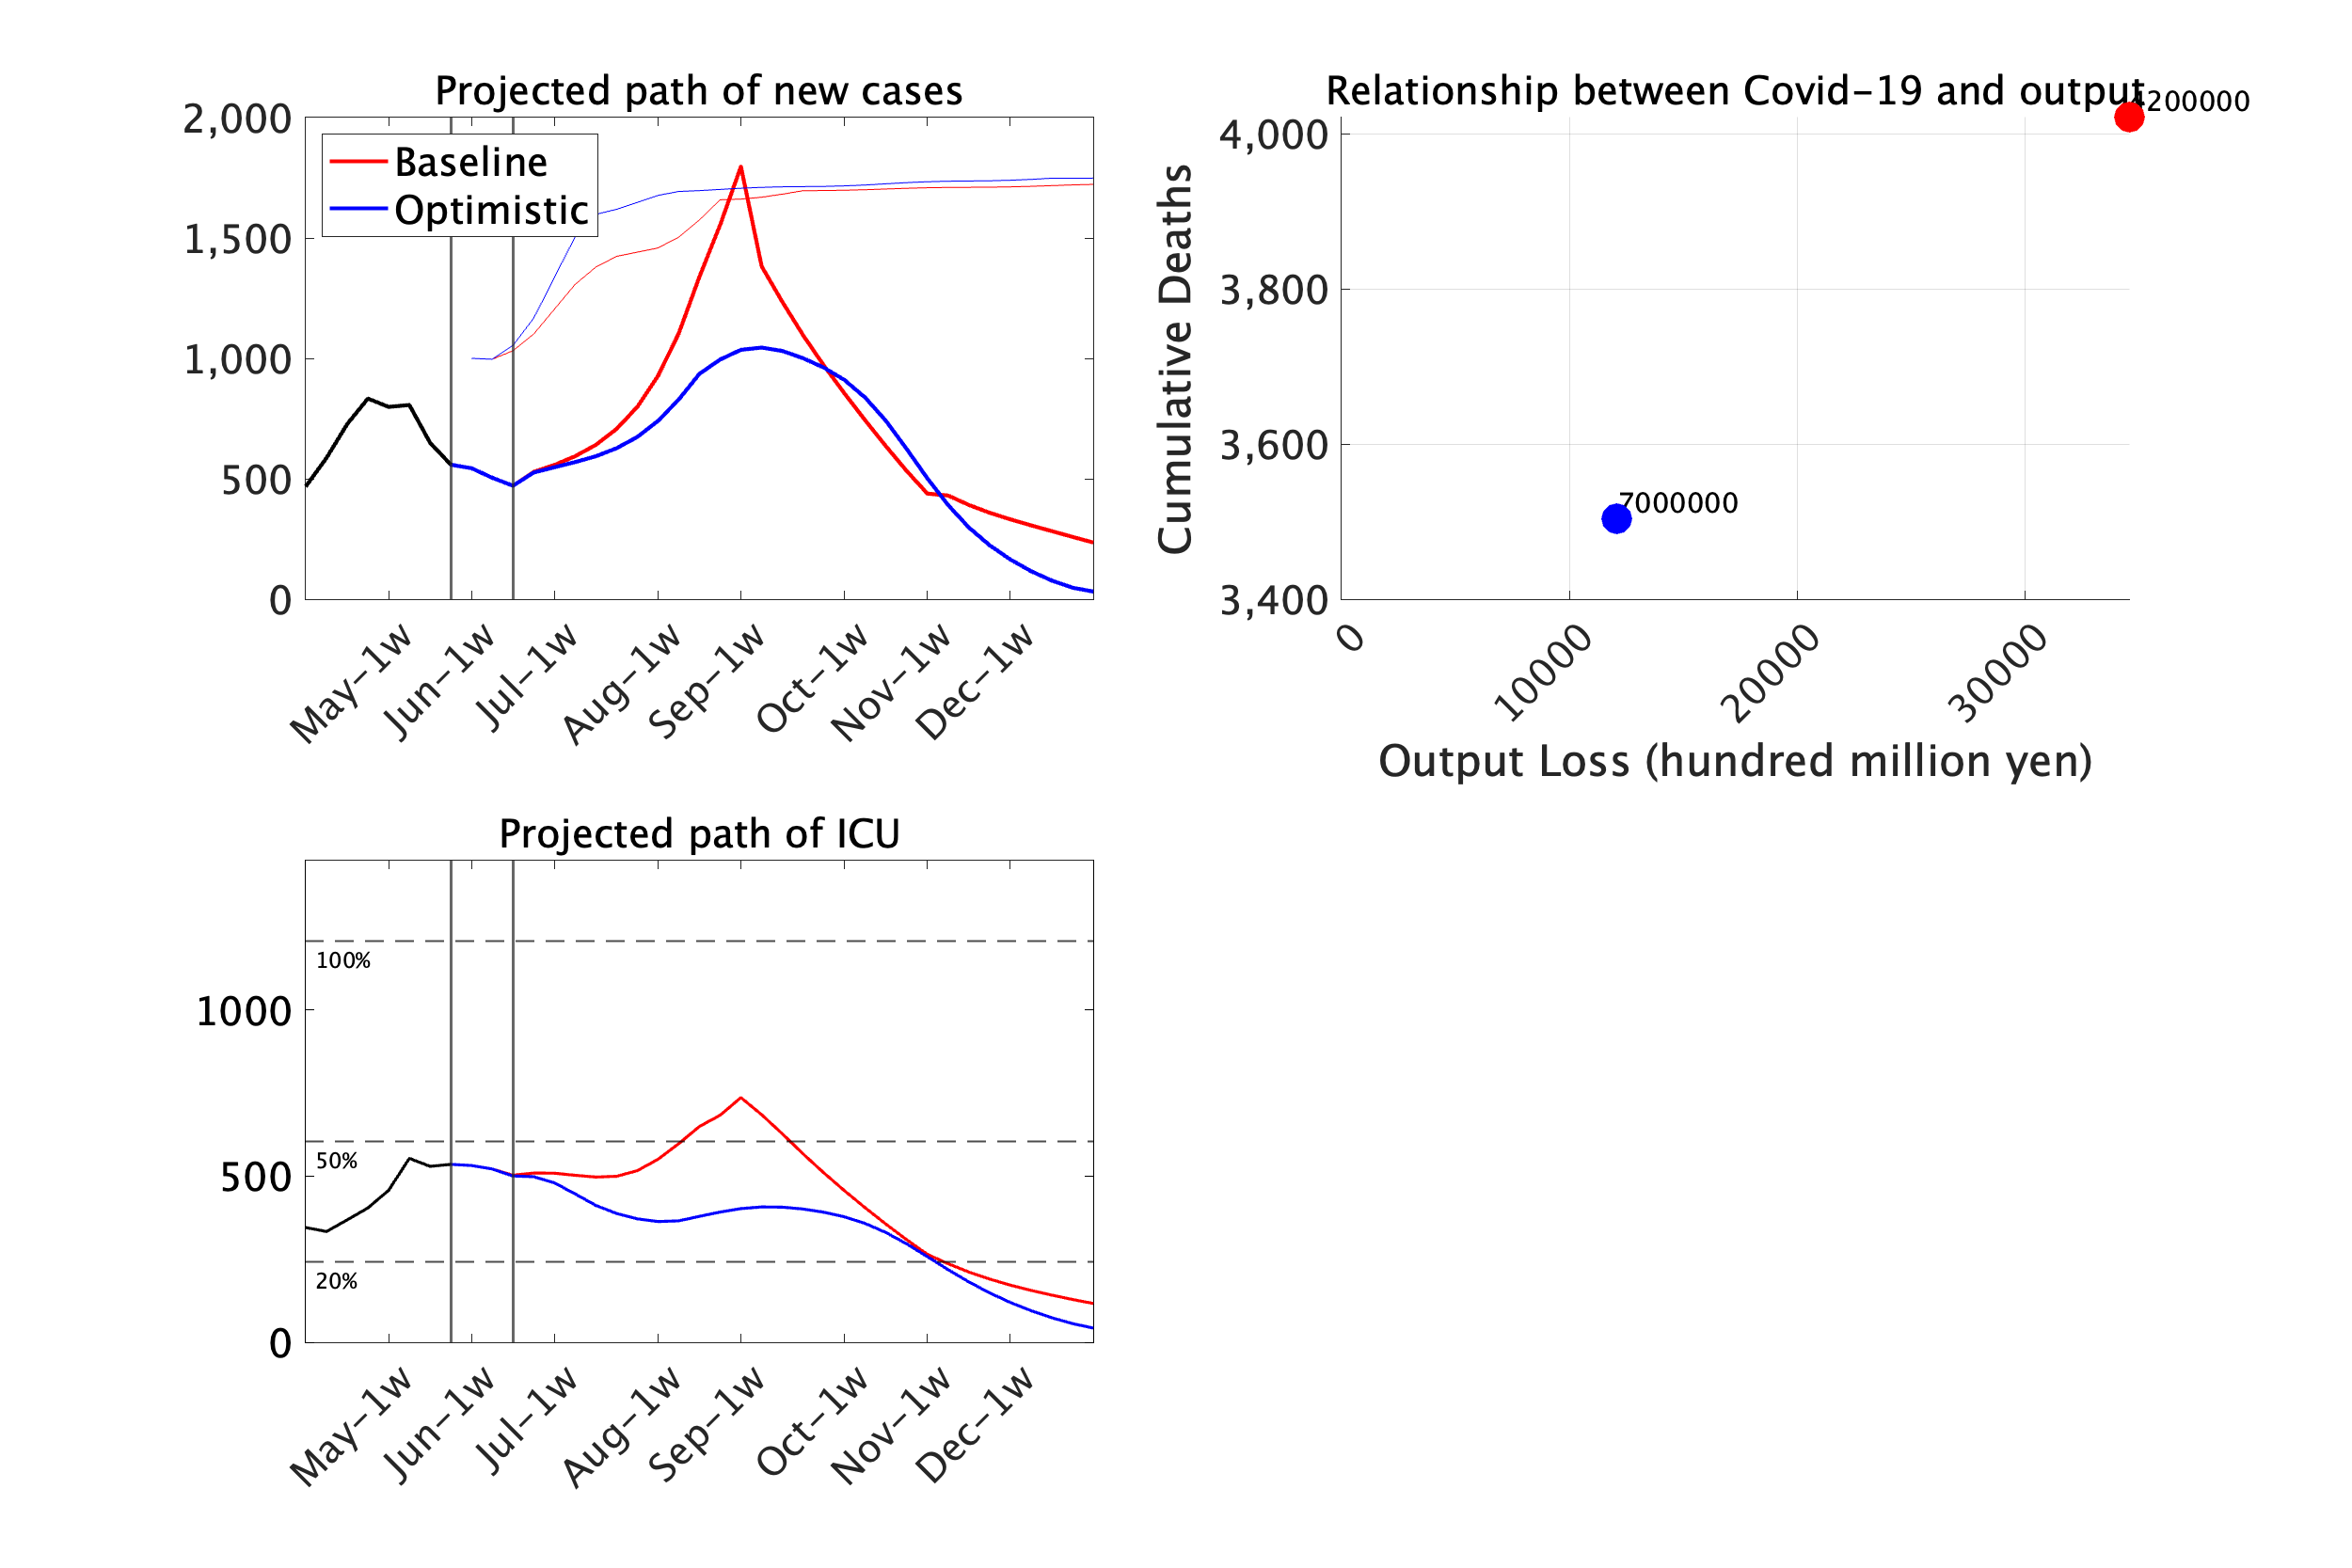 Projected path of new cases
2,000
1,500
1,000
500
0
Baseline
Optimistic
May-1w
Jun-1w
Jul-1w
Aug-1w
Sep-1w
Oct-1w
Nov-1w
Dec-1w
Relationship between Covid-19 and output
Cumulative Deaths
4,000
3,800
3,600
3,400
200000
7000000
0
10000
20000
30000
Output Loss (hundred million yen)
Projected path of ICU
1000
500
0
100%
50%
20%
May-1w
Jun-1w
Jul-1w
Aug-1w
Sep-1w
Oct-1w
Nov-1w
Dec-1w